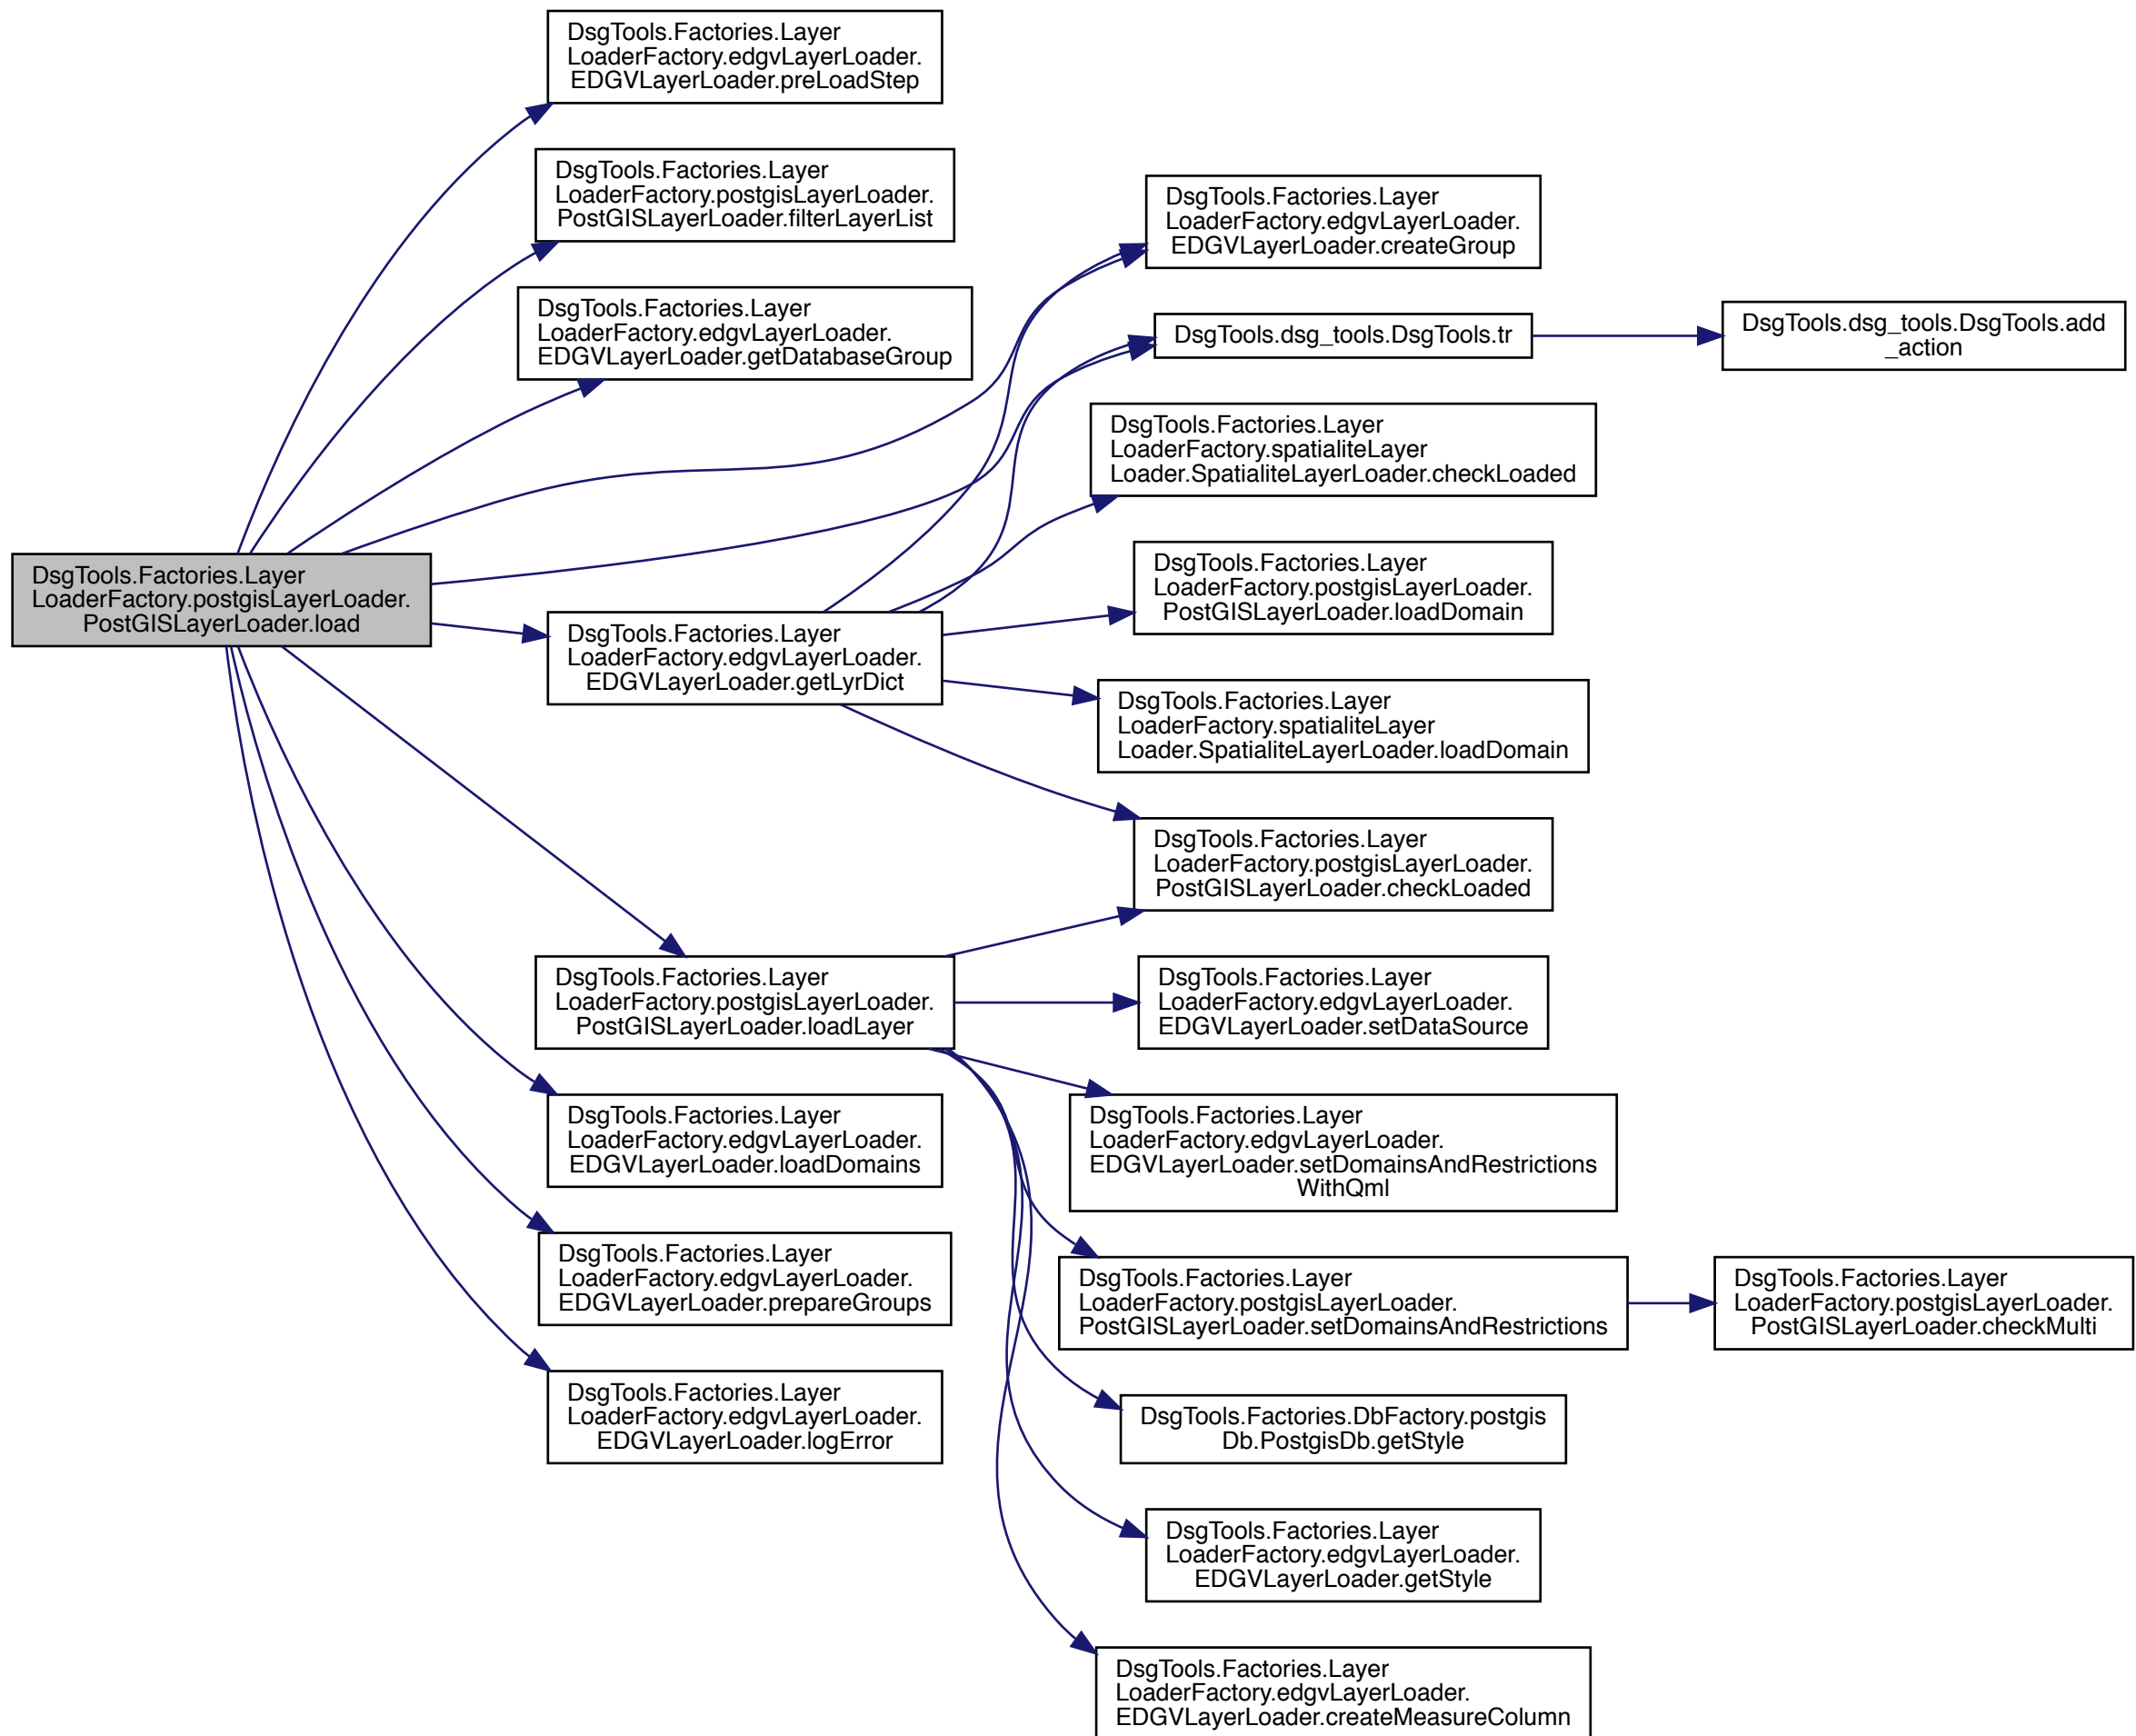 DsgTools.Factories.Layer
LoaderFactory.postgisLayerLoader.
PostGISLayerLoader.load
DsgTools.Factories.Layer
LoaderFactory.edgvLayerLoader.
EDGVLayerLoader.preLoadStep
DsgTools.Factories.Layer
LoaderFactory.postgisLayerLoader.
PostGISLayerLoader.filterLayerList
DsgTools.Factories.Layer
LoaderFactory.edgvLayerLoader.
EDGVLayerLoader.getDatabaseGroup
DsgTools.Factories.Layer
LoaderFactory.edgvLayerLoader.
EDGVLayerLoader.getLyrDict
DsgTools.Factories.Layer
LoaderFactory.postgisLayerLoader.
PostGISLayerLoader.loadLayer
DsgTools.Factories.Layer
LoaderFactory.edgvLayerLoader.
EDGVLayerLoader.loadDomains
DsgTools.Factories.Layer
LoaderFactory.edgvLayerLoader.
EDGVLayerLoader.prepareGroups
DsgTools.Factories.Layer
LoaderFactory.edgvLayerLoader.
EDGVLayerLoader.logError
DsgTools.Factories.Layer
LoaderFactory.edgvLayerLoader.
EDGVLayerLoader.createGroup
DsgTools.dsg_tools.DsgTools.tr
DsgTools.Factories.Layer
LoaderFactory.spatialiteLayer
Loader.SpatialiteLayerLoader.checkLoaded
DsgTools.Factories.Layer
LoaderFactory.postgisLayerLoader.
PostGISLayerLoader.loadDomain
DsgTools.Factories.Layer
LoaderFactory.spatialiteLayer
Loader.SpatialiteLayerLoader.loadDomain
DsgTools.Factories.Layer
LoaderFactory.postgisLayerLoader.
PostGISLayerLoader.checkLoaded
DsgTools.Factories.Layer
LoaderFactory.edgvLayerLoader.
EDGVLayerLoader.setDataSource
DsgTools.Factories.Layer
LoaderFactory.edgvLayerLoader.
EDGVLayerLoader.setDomainsAndRestrictions
WithQml
DsgTools.Factories.Layer
LoaderFactory.postgisLayerLoader.
PostGISLayerLoader.setDomainsAndRestrictions
DsgTools.Factories.DbFactory.postgis
Db.PostgisDb.getStyle
DsgTools.Factories.Layer
LoaderFactory.edgvLayerLoader.
EDGVLayerLoader.getStyle
DsgTools.Factories.Layer
LoaderFactory.edgvLayerLoader.
EDGVLayerLoader.createMeasureColumn
DsgTools.dsg_tools.DsgTools.add
_action
DsgTools.Factories.Layer
LoaderFactory.postgisLayerLoader.
PostGISLayerLoader.checkMulti